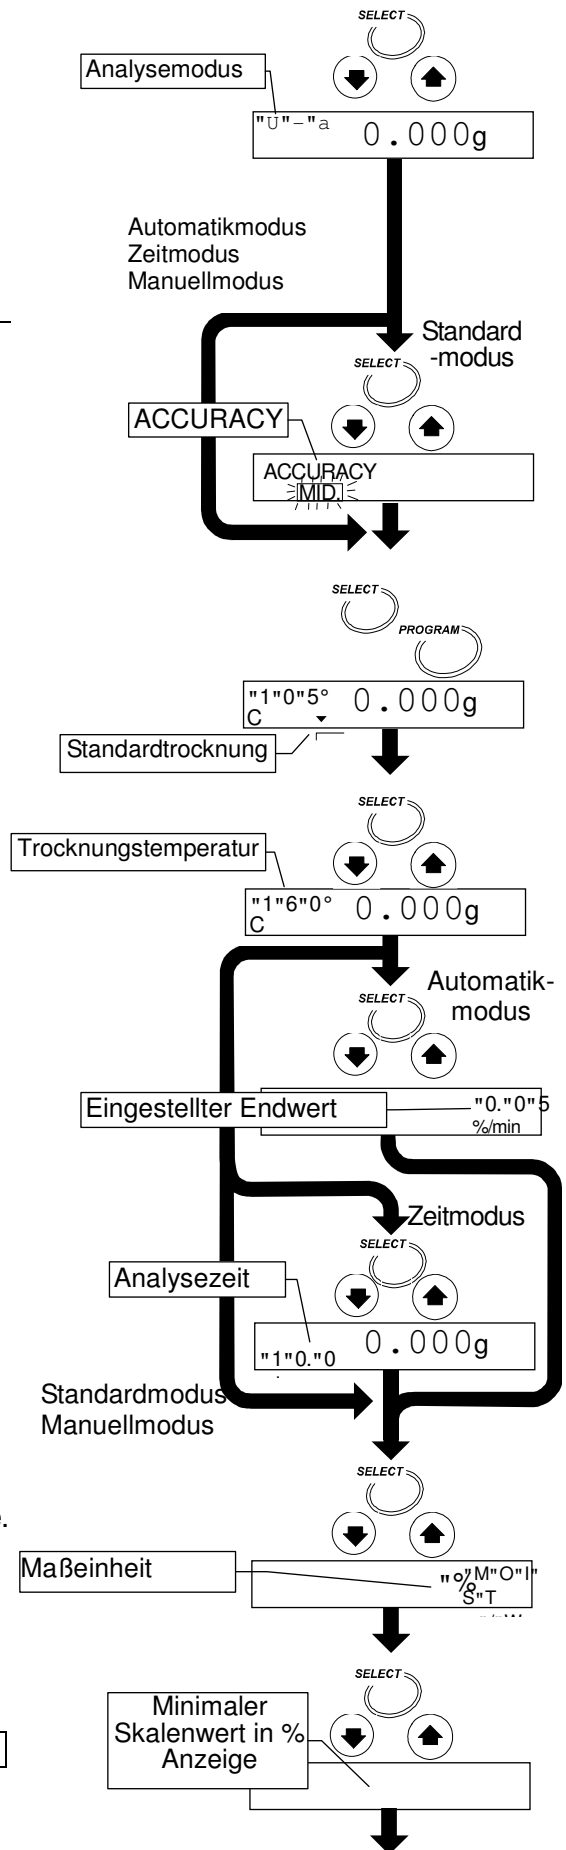 SELECT
Analysemodus
"U"-"a 0.000g
Automatikmodus
Zeitmodus
Manuellmodus
Standard
-modus
SELECT
ACCURACY
ACCURACY
MID.
SELECT
PROGRAM
"1"0"5° 0.000g
C
Standardtrocknung
SELECT
Trocknungstemperatur
"1"6"0° 0.000g
C
Automatik-
modus
SELECT
Eingestellter Endwert
"0."0"5
%/min
Zeitmodus
SELECT
Analysezeit
0.000g
"1"0."0
Standardmodus
Manuellmodus
SELECT
e.
Maßeinheit
"%"M"O"I"
S"T
SELECT
Minimaler
Skalenwert in %
Anzeige